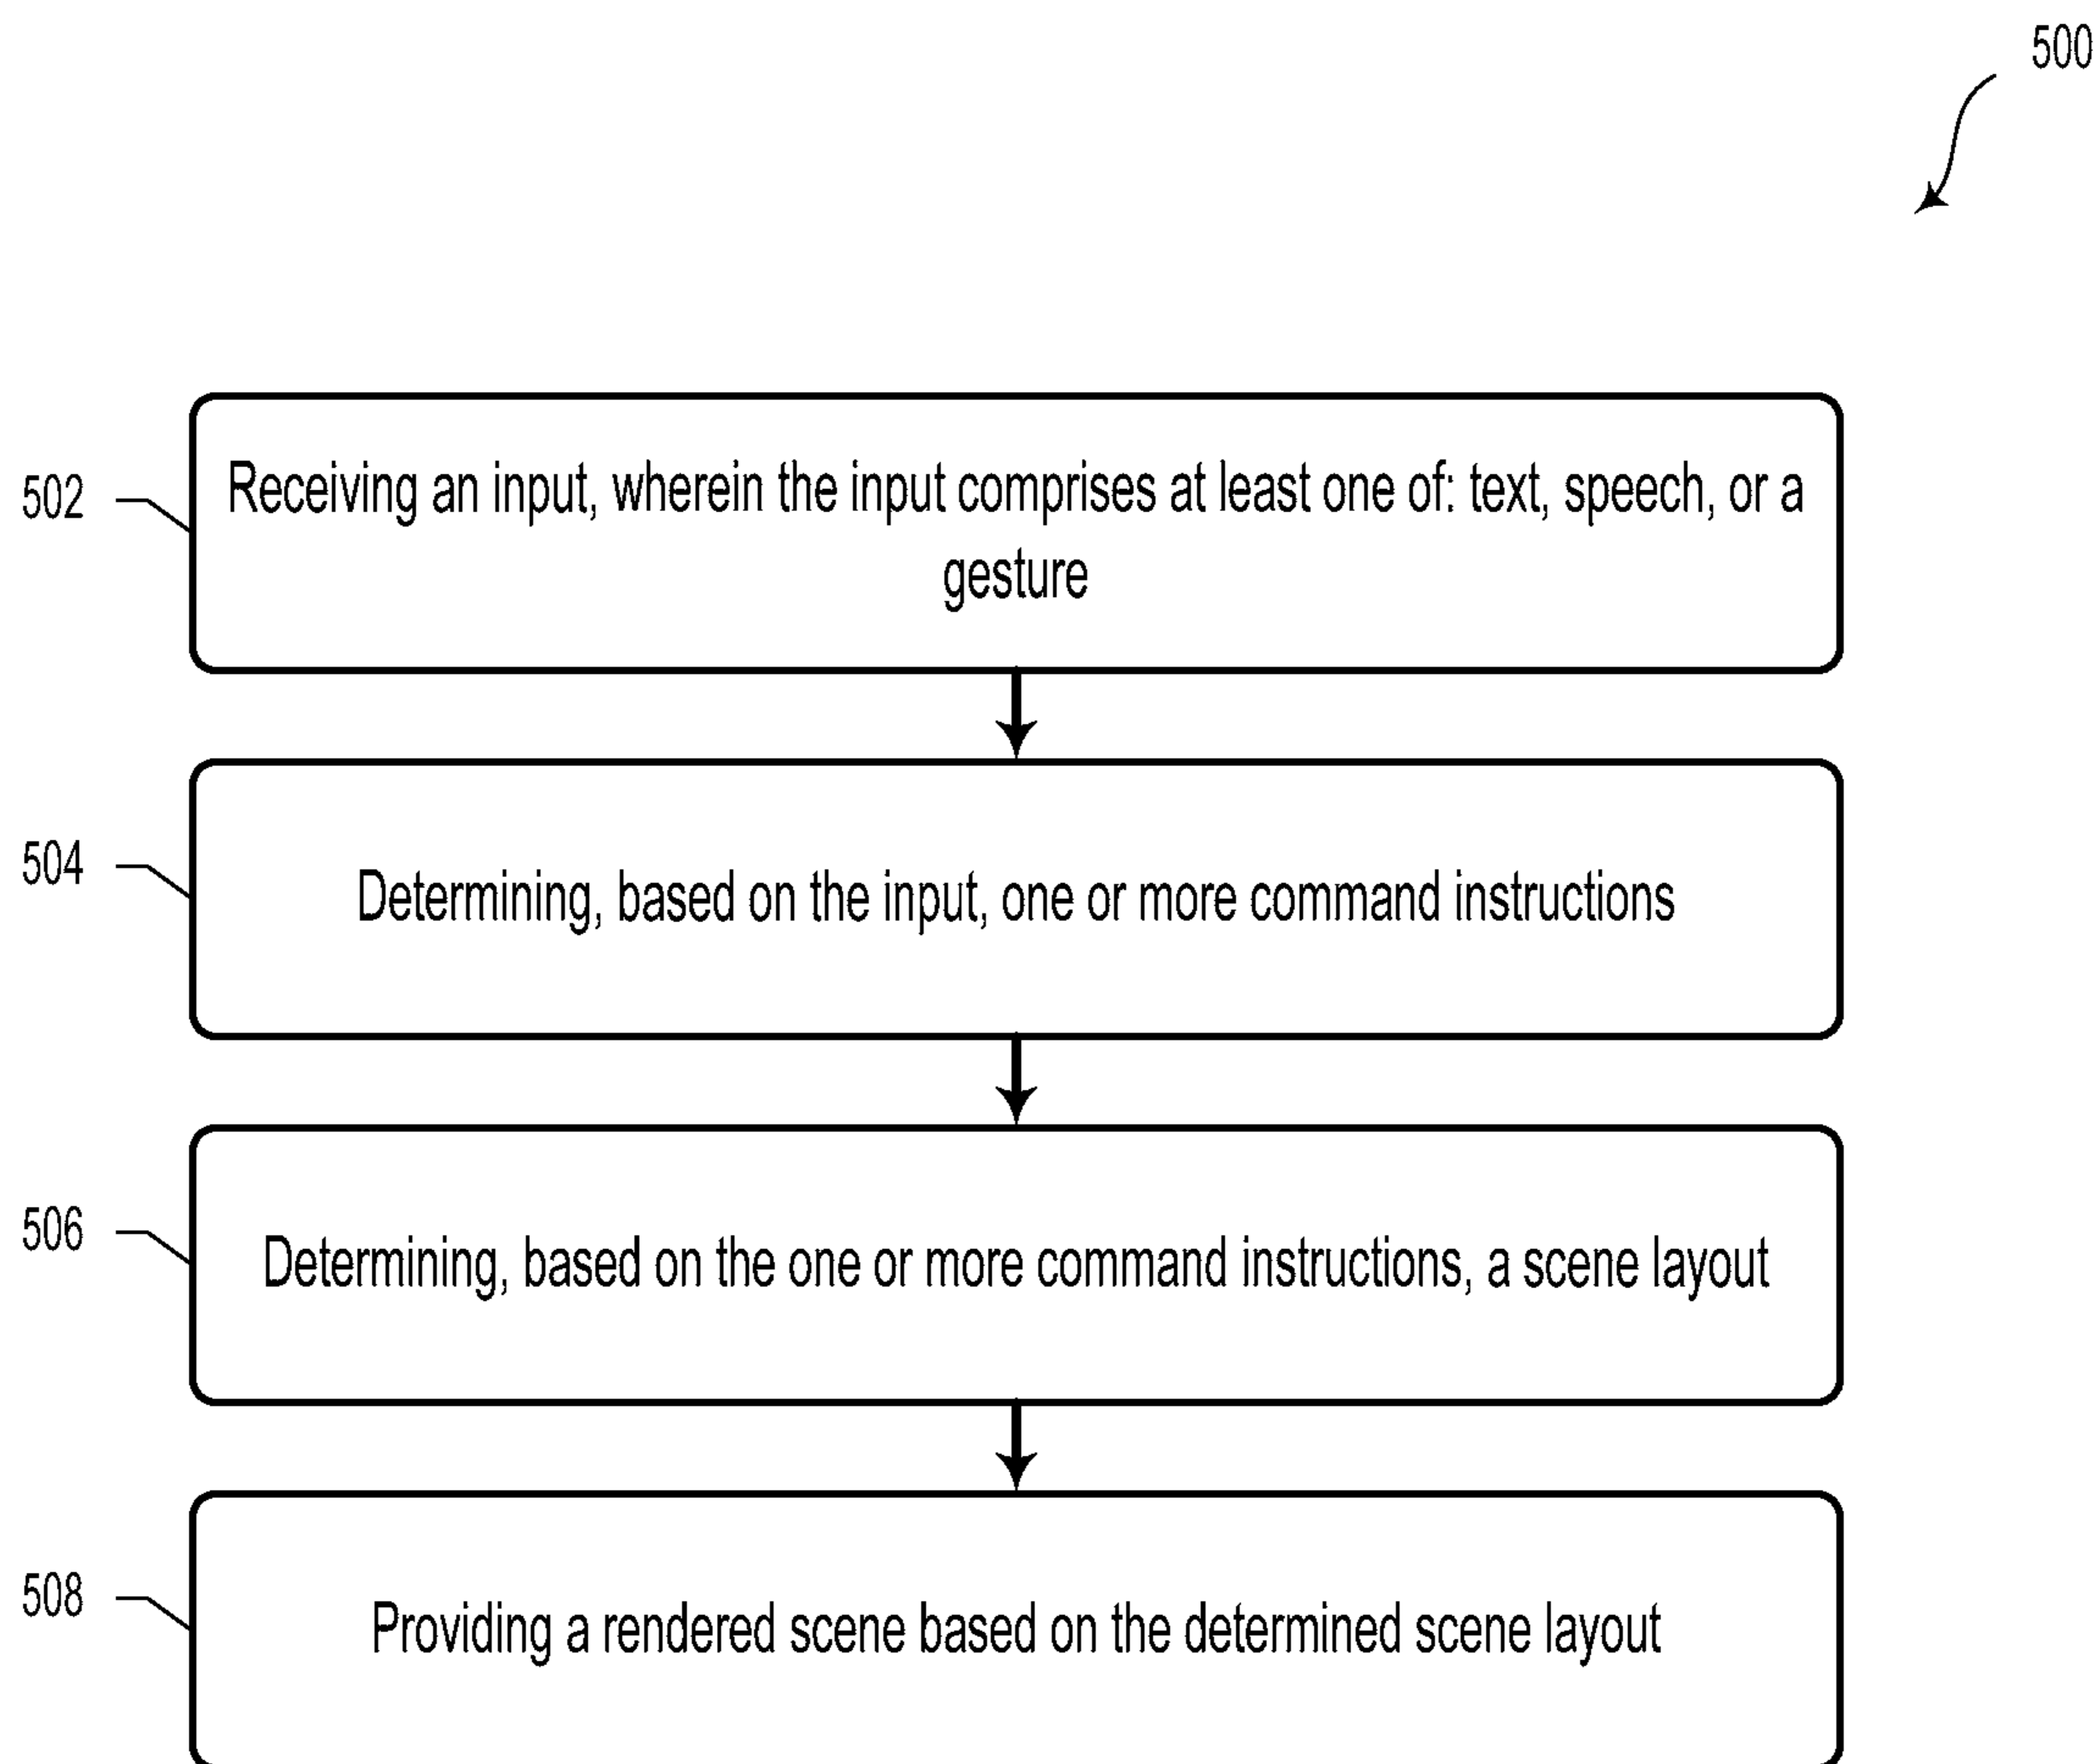 500
502
Receiving an input, wherein the input comprises at least one of: text, speech, or a
gesture
504
Determining, based on the input, one or more command instructions
506
Determining, based on the one or more command instructions, a scene layout
508
Providing a rendered scene based on the determined scene layout